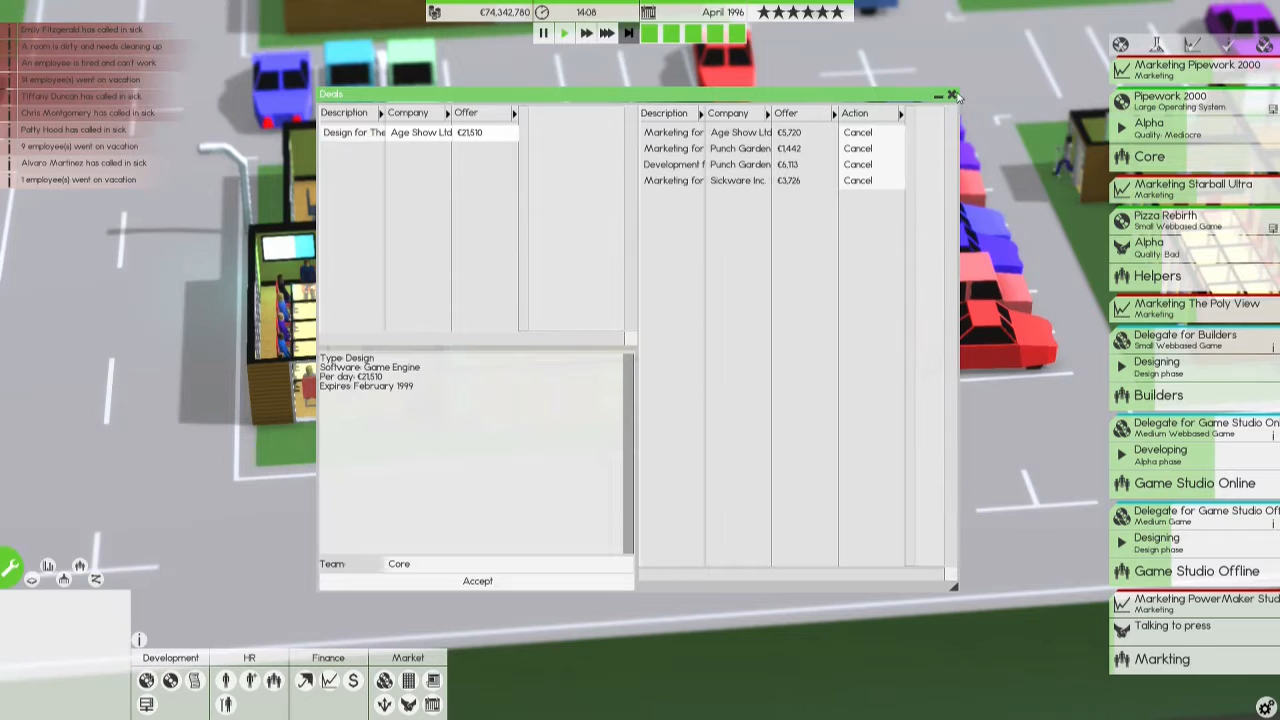 €74,342,780
14:08
April 1996
Emily Fitzgerald has called in sick
A room is dirty and needs cleaning up
An employee is tired and can't work
14 employee(s) went on vacation
Tiffany Duncan has called in sick
Chris Montgomery has called in sick
Patty Hood has called in sick
9 employee(s) went on vacation
Alvaro Martinez has called in sick
1 employee(s) went on vacation
Deals
Description Company Offer
Design for The Age Show Ltd €21,510
Type: Design
Software: Game Engine
Per day: €21,510
Expires: February 1999
Team: Core
Accept
Description Company Offer Action
Marketing for Age Show Ltd €5,720 Cancel
Marketing for Punch Garden €1,442 Cancel
Development f Punch Garden €6,113 Cancel
Marketing for Sickware Inc. €3,726 Cancel
Marketing Pipework 2000
Marketing
Pipework 2000
Large Operating System
Alpha
Quality: Mediocre
Core
Marketing Starball Ultra
Marketing
Pizza Rebirth
Small Webbased Game
Alpha
Quality: Bad
Helpers
Marketing The Poly View
Marketing
Delegate for Builders
Small Webbased Game
Designing
Design phase
Builders
Delegate for Game Studio On
Medium Webbased Game
Developing
Alpha phase
Game Studio Online
Delegate for Game Studio Off
Medium Game
Designing
Design phase
Game Studio Offline
Marketing PowerMaker Stud
Marketing
Talking to press
Markting
Development HR Finance Market